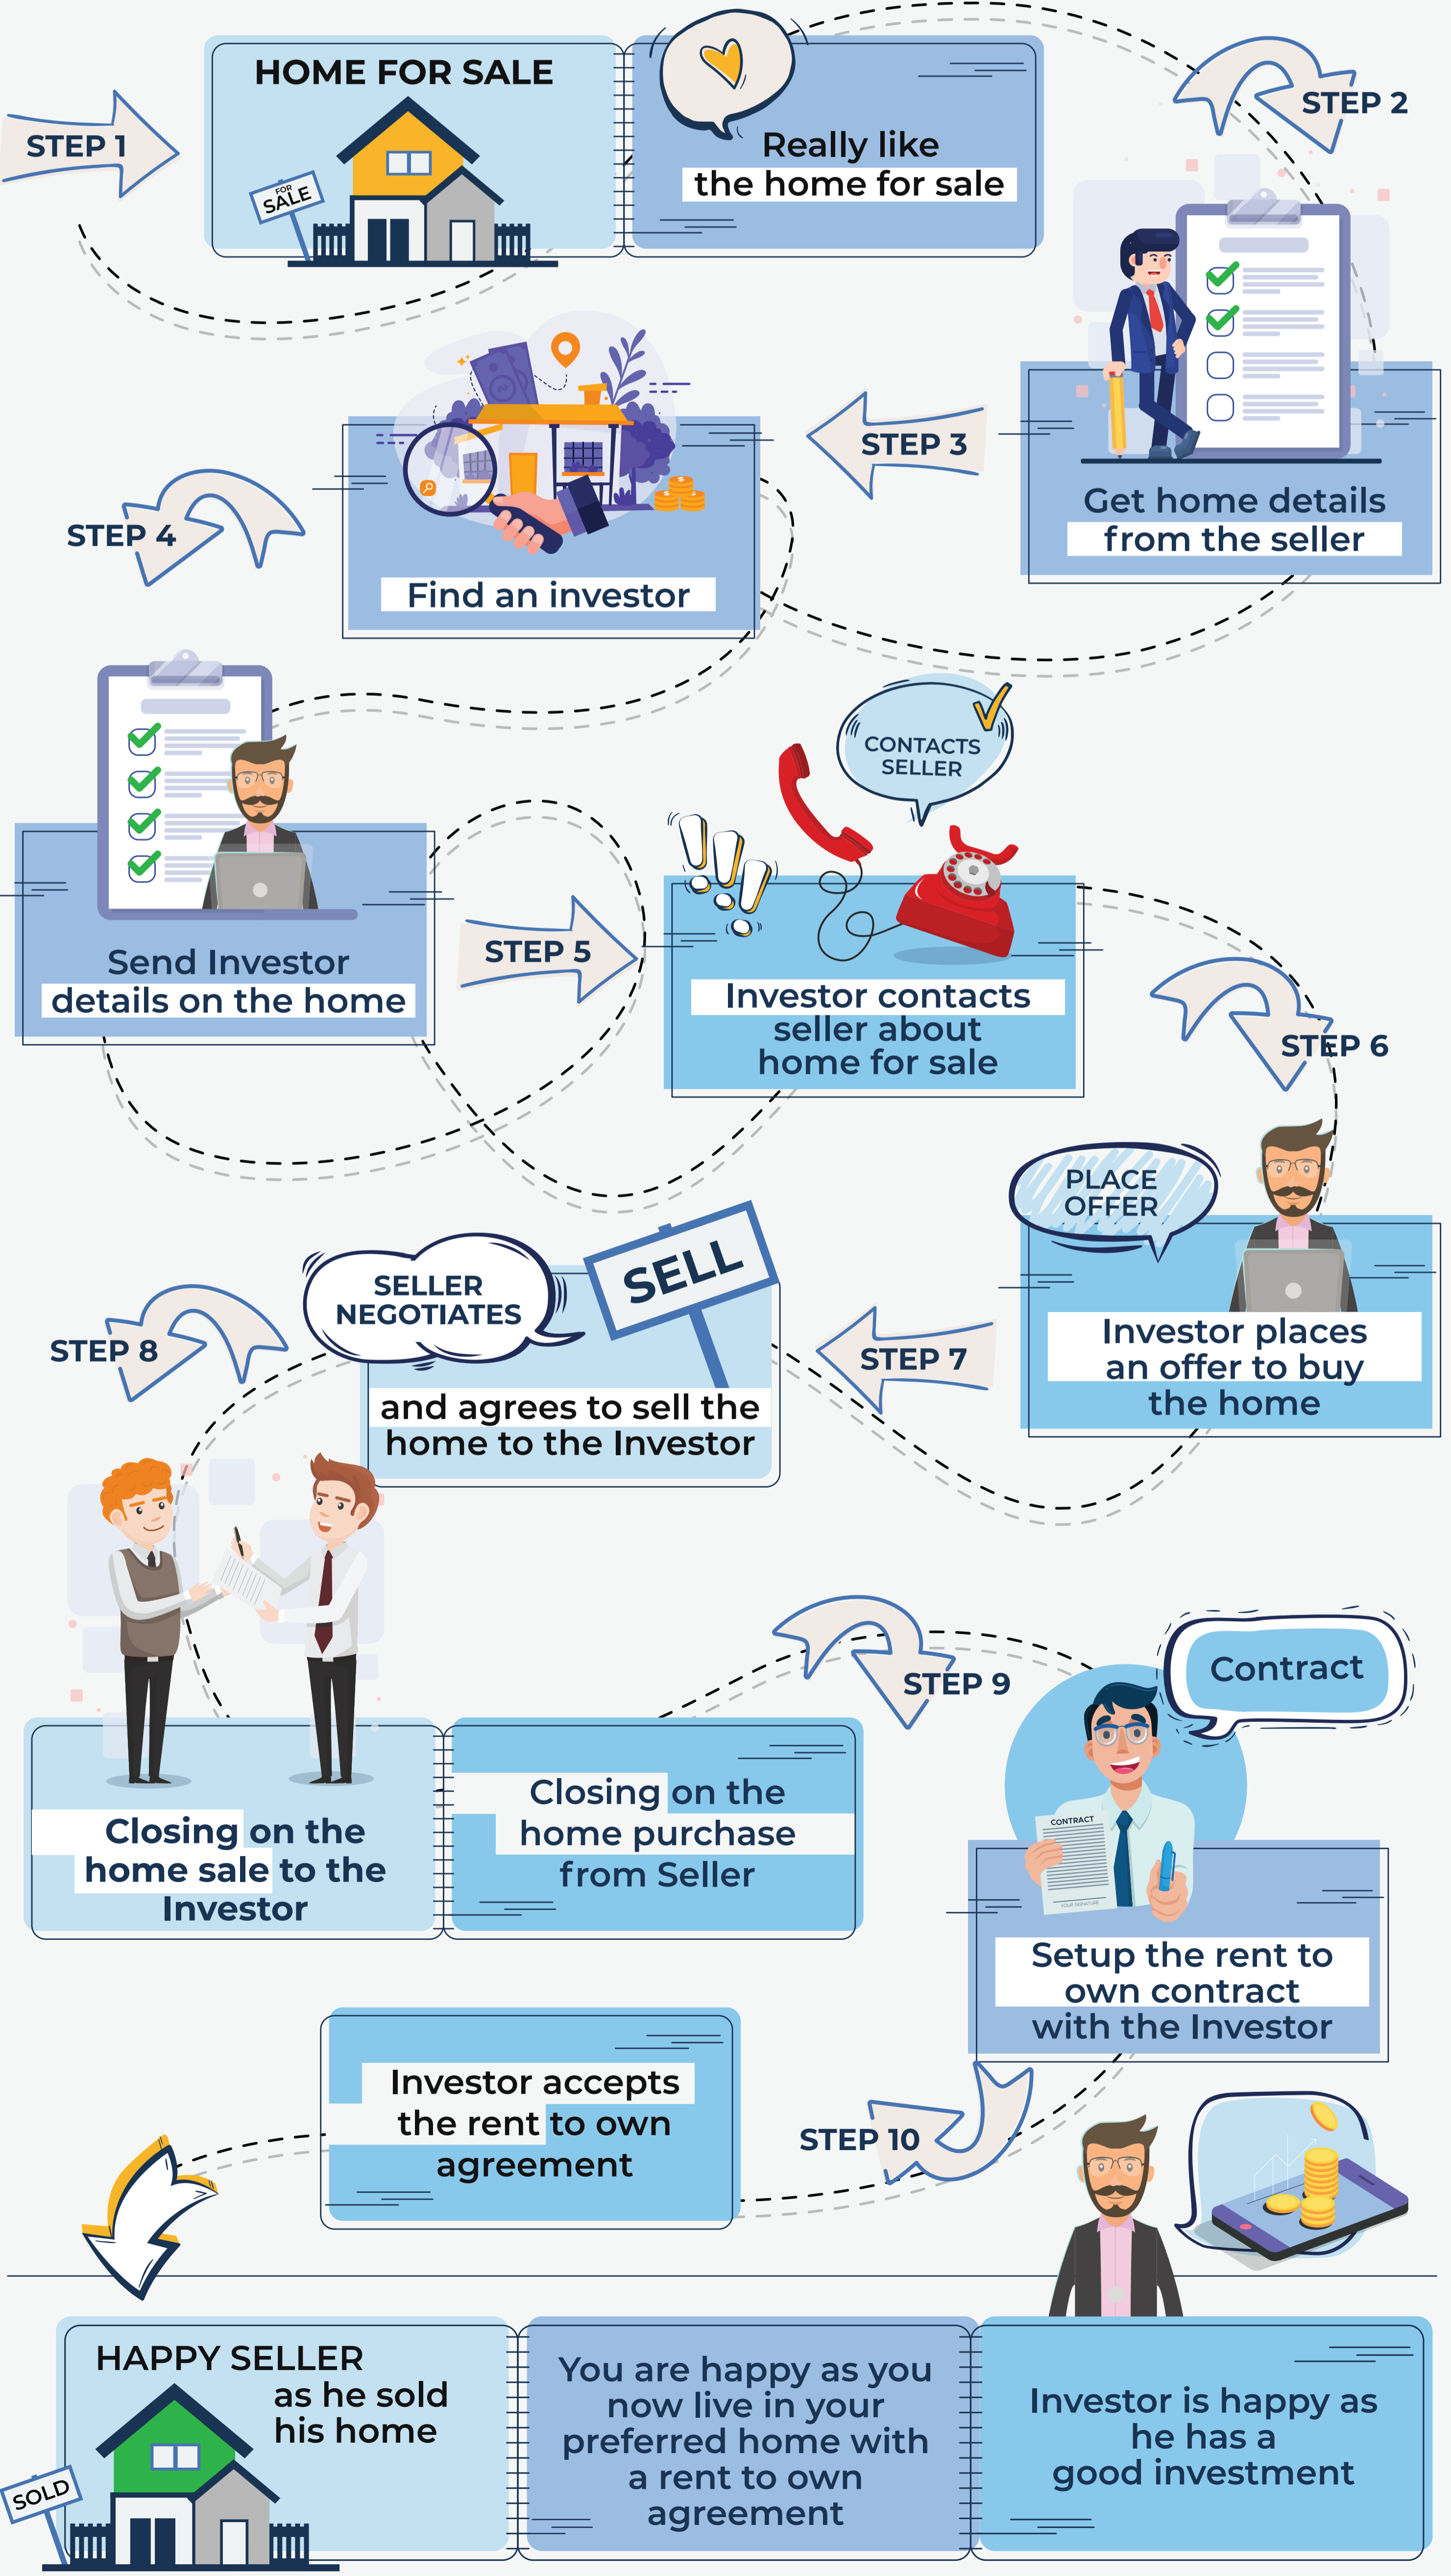 STEP 1
HOME FOR SALE
FOR
SALE
Really like
the home for sale
STEP 2
Get home details
from the seller
STEP 3
Find an investor
STEP 4
Send Investor
details on the home
STEP 5
CONTACTS
SELLER
Investor contacts
seller about
home for sale
STEP 6
PLACE
OFFER
Investor places
an offer to buy
the home
STEP 7
SELLER
NEGOTIATES
SELL
and agrees to sell the
home to the Investor
STEP 8
Closing on the
home sale to the
Investor
Closing on the
home purchase
from Seller
STEP 9
Contract
CONTRACT
YOUR SIGNATURE
Setup the rent to
own contract
with the Investor
STEP 10
Investor accepts
the rent to own
agreement
HAPPY SELLER
as he sold
his home
SOLD
You are happy as you
now live in your
preferred home with
a rent to own
agreement
Investor is happy as
he has a
good investment